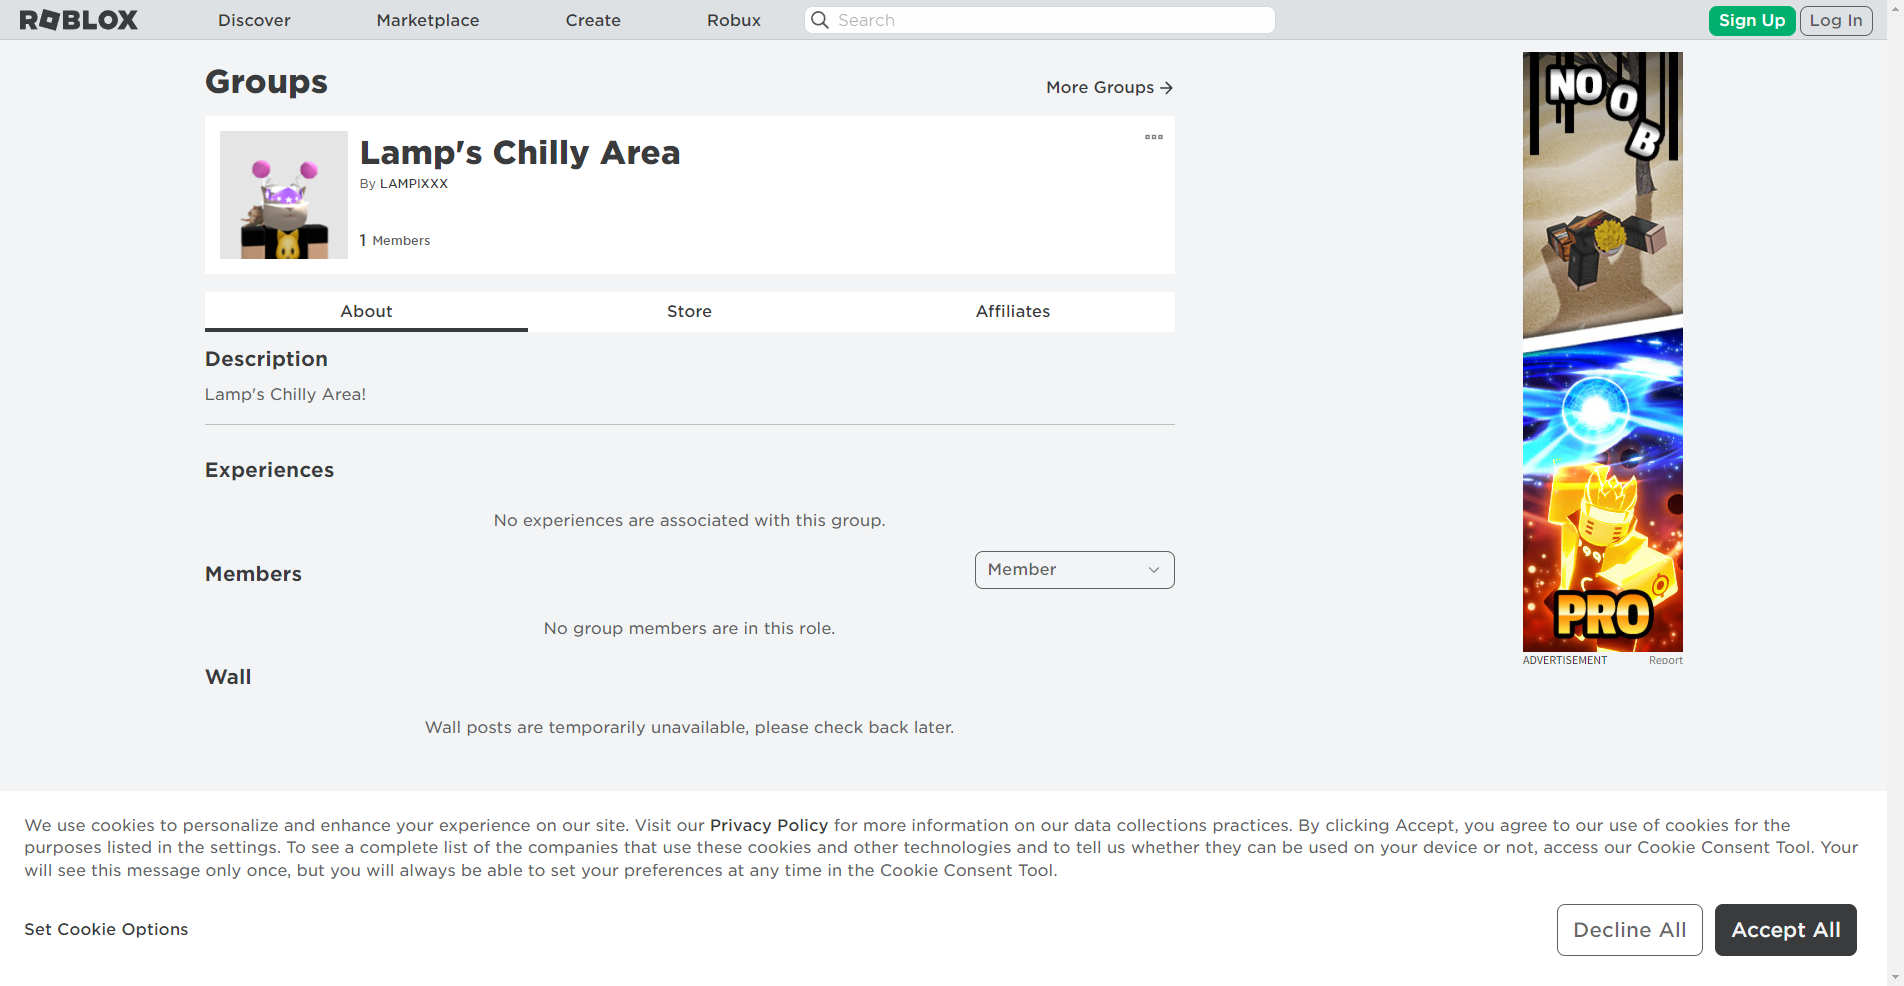 ROBLOX Discover Marketplace Create Robux Search Sign Up Log In
Groups
More Groups
Lamp's Chilly Area
By LAMPIXXX
1 Members
About Store Affiliates
Description
Lamp's Chilly Area!
Experiences
No experiences are associated with this group.
Members
Member
No group members are in this role.
Wall
Wall posts are temporarily unavailable, please check back later.
NOOB
PRO
ADVERTISEMENT Report
We use cookies to personalize and enhance your experience on our site. Visit our Privacy Policy for more information on our data collections practices. By clicking Accept, you agree to our use of cookies for the
purposes listed in the settings. To see a complete list of the companies that use these cookies and other technologies and to tell us whether they can be used on your device or not, access our Cookie Consent Tool. Your
will see this message only once, but you will always be able to set your preferences at any time in the Cookie Consent Tool.
Set Cookie Options
Decline All
Accept All